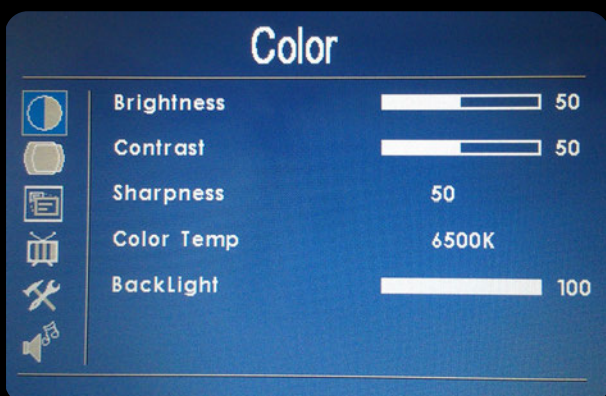 Color
Brightness 50
Contrast 50
Sharpness 50
Color Temp 6500K
BackLight 100